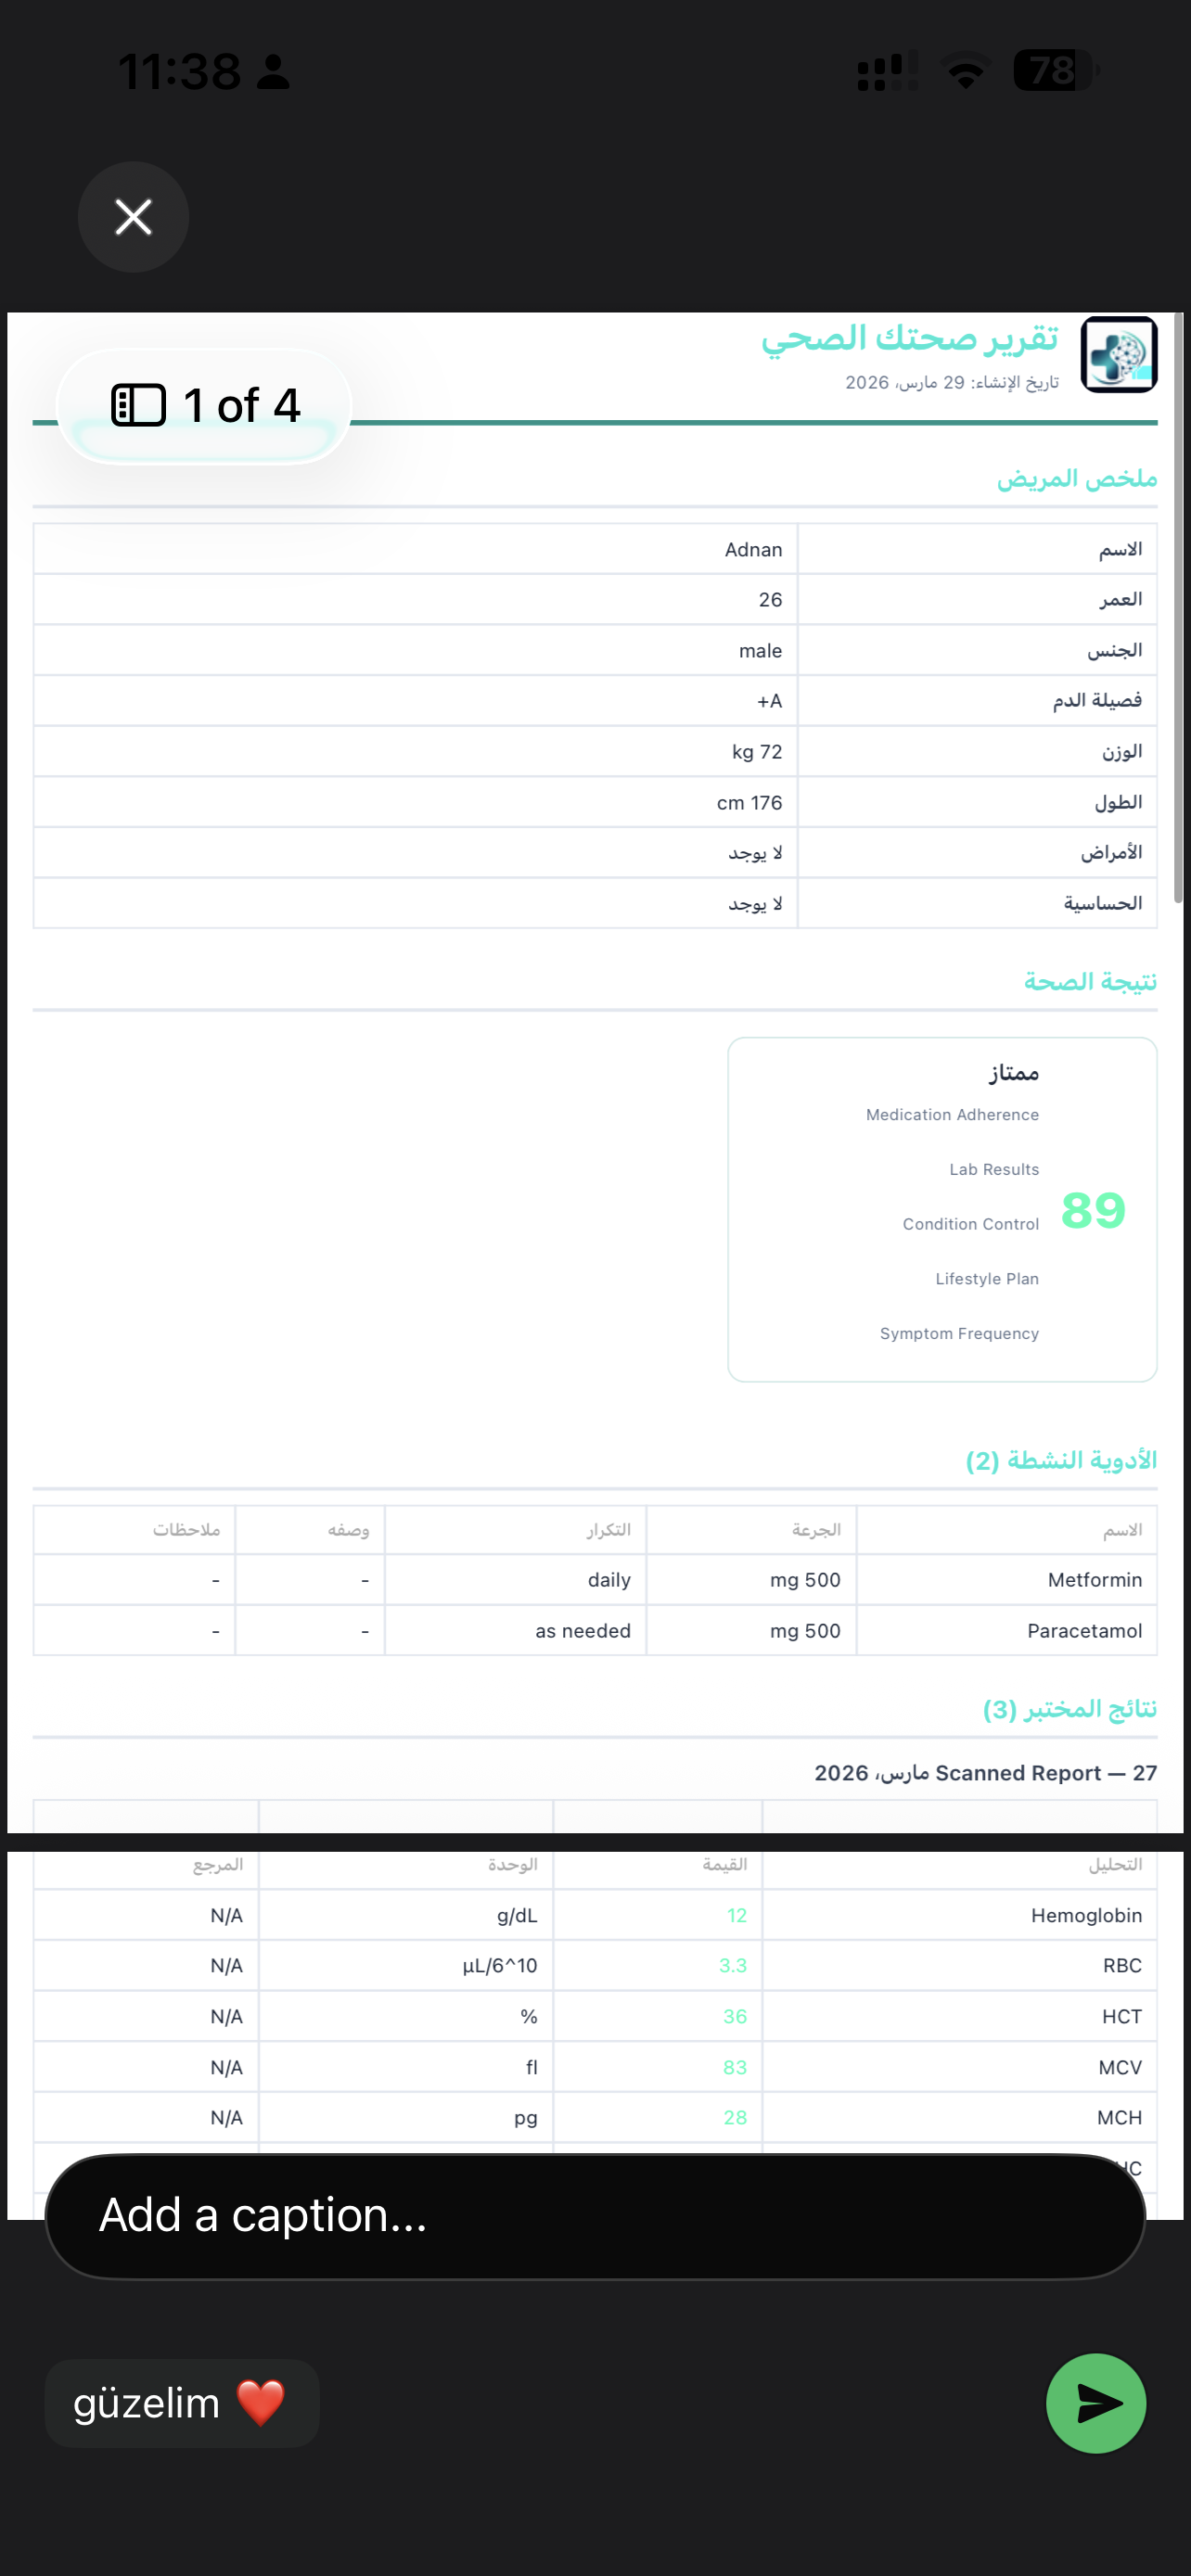 11:38
78
1 of 4
تقرير صحتك الصحي
تاريخ الإنشاء: 29 مارس، 2026
ملخص المريض
الاسم Adnan
العمر 26
الجنس male
فصيلة الدم +A
الوزن kg 72
الطول cm 176
الأمراض لا يوجد
الحساسية لا يوجد
نتيجة الصحة
ممتاز
Medication Adherence
Lab Results
89
Condition Control
Lifestyle Plan
Symptom Frequency
الأدوية النشطة (2)
الاسم الجرعة التكرار وصفه ملاحظات
Metformin mg 500 daily - -
Paracetamol mg 500 as needed - -
نتائج المختبر (3)
Scanned Report — 27 مارس، 2026
التحليل القيمة الوحدة المرجع
Hemoglobin 12 g/dL N/A
RBC 3.3 µL/6^10 N/A
HCT 36 % N/A
MCV 83 fl N/A
MCH 28 pg N/A
Add a caption...
güzelim ❤️